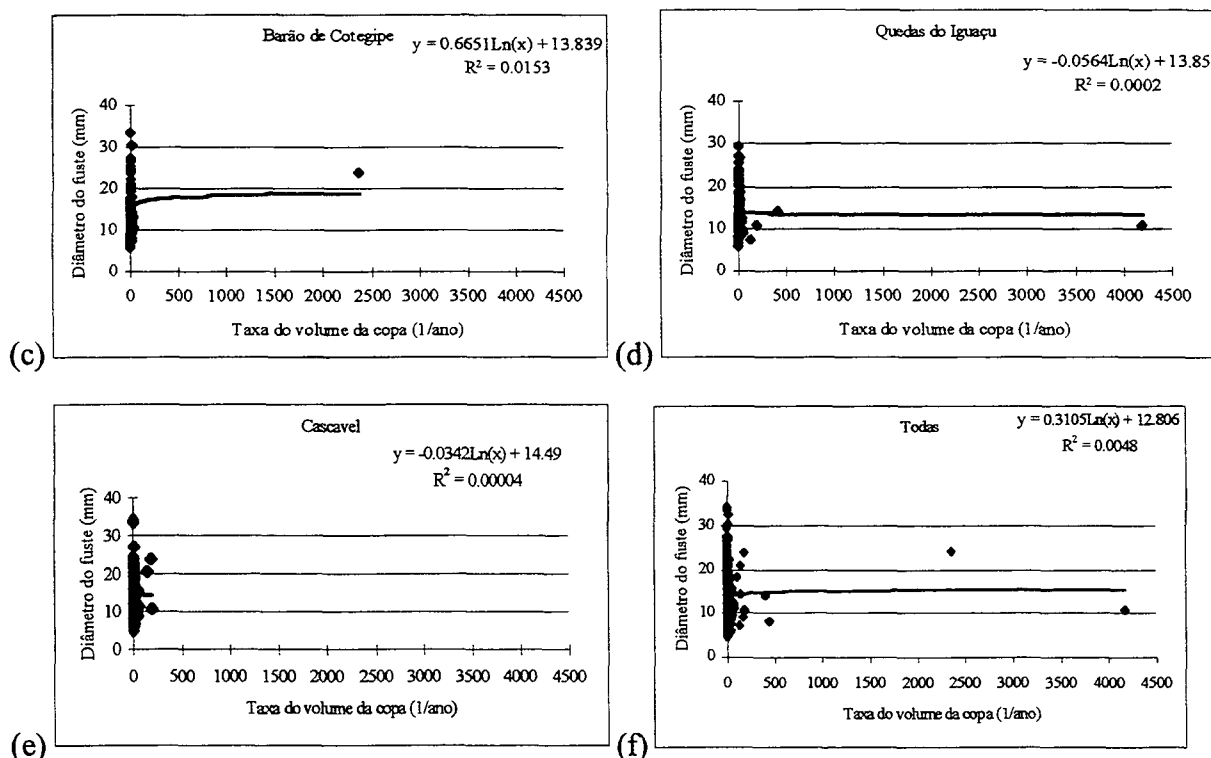 Barão de Cotegipe
y = 0.6651Ln(x) + 13.839
R² = 0.0153
Diâmetro do fuste (mm)
40
30
20
10
0
0 500 1000 1500 2000 2500 3000 3500 4000 4500
Taxa do volume da copa (1/ano)
(c)
Quedas do Iguaçu
y = -0.0564Ln(x) + 13.85
R² = 0.0002
Diâmetro do fuste (mm)
40
30
20
10
0
0 500 1000 1500 2000 2500 3000 3500 4000 4500
Taxa do volume da copa (1/ano)
(d)
Cascavel
y = -0.0342Ln(x) + 14.49
R² = 0.00004
Diâmetro do fuste (mm)
40
30
20
10
0
0 500 1000 1500 2000 2500 3000 3500 4000 4500
Taxa do volume da copa (1/ano)
(e)
Todas
y = 0.3105Ln(x) + 12.806
R² = 0.0048
Diâmetro do fuste (mm)
40
30
20
10
0
0 500 1000 1500 2000 2500 3000 3500 4000 4500
Taxa do volume da copa (1/ano)
(f)